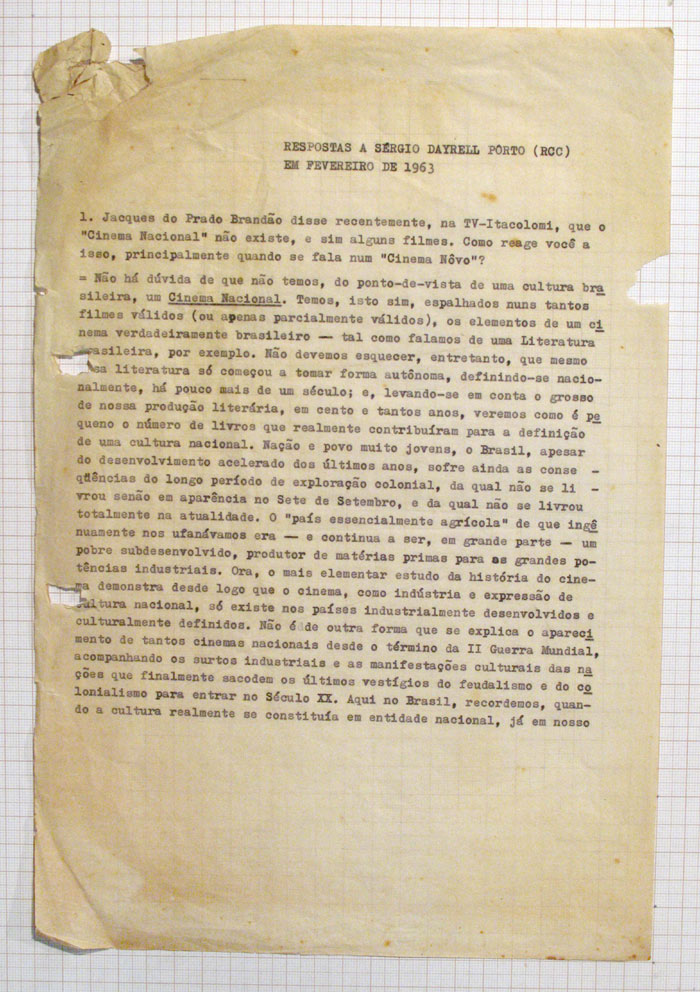 RESPOSTAS A SÉRGIO DAYRELL PÔRTO (RCC)
EM FEVEREIRO DE 1963
1. Jacques do Prado Brandão disse recentemente, na TV-Itacolomi, que o
"Cinema Nacional" não existe, e sim alguns filmes. Como reage você a
isso, principalmente quando se fala num "Cinema Nôvo"?
= Não há dúvida de que não temos, do ponto-de-vista de uma cultura bra
sileira, um Cinema Nacional. Temos, isto sim, espalhados nuns tantos
filmes válidos (ou apenas parcialmente válidos), os elementos de um ci
nema verdadeiramente brasileiro — tal como falamos de uma Literatura
rasileira, por exemplo. Não devemos esquecer, entretanto, que mesmo
sa literatura só começou a tomar forma autônoma, definindo-se nacio-
nalmente, há pouco mais de um século; e, levando-se em conta o grosso
de nossa produção literária, em cento e tantos anos, veremos como é pe
queno o número de livros que realmente contribuíram para a definição
de uma cultura nacional. Nação e povo muito jovens, o Brasil, apesar
do desenvolvimento acelerado dos últimos anos, sofre ainda as conse -
qüências do longo período de exploração colonial, da qual não se li -
vrou senão em aparência no Sete de Setembro, e da qual não se livrou
totalmente na atualidade. O "país essencialmente agrícola" de que ingê
nuamente nos ufanávamos era — e continua a ser, em grande parte — um
pobre subdesenvolvido, produtor de matérias primas para as grandes po-
tências industriais. Ora, o mais elementar estudo da história do cine-
ma demonstra desde logo que o cinema, como indústria e expressão de
cultura nacional, só existe nos países industrialmente desenvolvidos e
culturalmente definidos. Não é de outra forma que se explica o apareci
mento de tantos cinemas nacionais desde o término da II Guerra Mundial,
acompanhando os surtos industriais e as manifestações culturais das na
ções que finalmente sacodem os últimos vestígios do feudalismo e do co
lonialismo para entrar no Século XX. Aqui no Brasil, recordemos, quan-
do a cultura realmente se constituía em entidade nacional, já em nosso